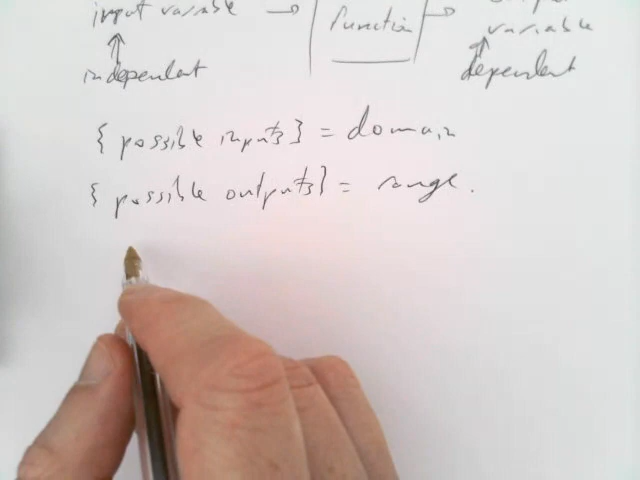 input variable → function → output
variable
independent dependent
{possible inputs} = domain
{possible outputs} = range.